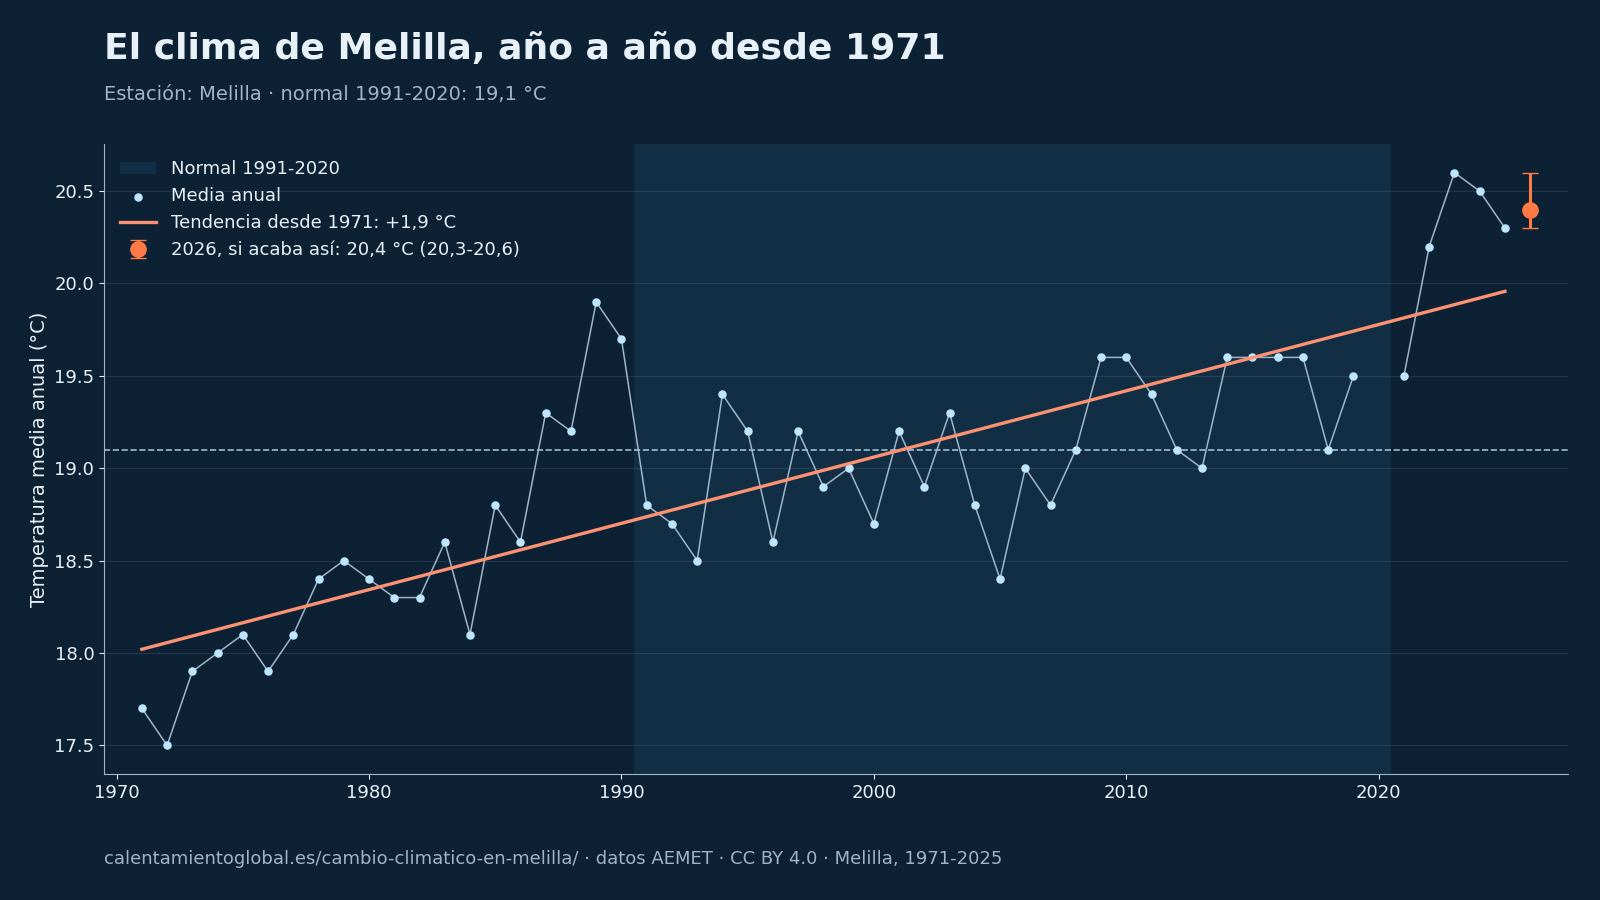 El clima de Melilla, año a año desde 1971
Estación: Melilla · normal 1991-2020: 19,1 °C
Normal 1991-2020
Media anual
Tendencia desde 1971: +1,9 °C
2026, si acaba así: 20,4 °C (20,3-20,6)
Temperatura media anual (°C)
20.5
20.0
19.5
19.0
18.5
18.0
17.5
1970 1980 1990 2000 2010 2020
calentamientoglobal.es/cambio-climatico-en-melilla/ · datos AEMET · CC BY 4.0 · Melilla, 1971-2025